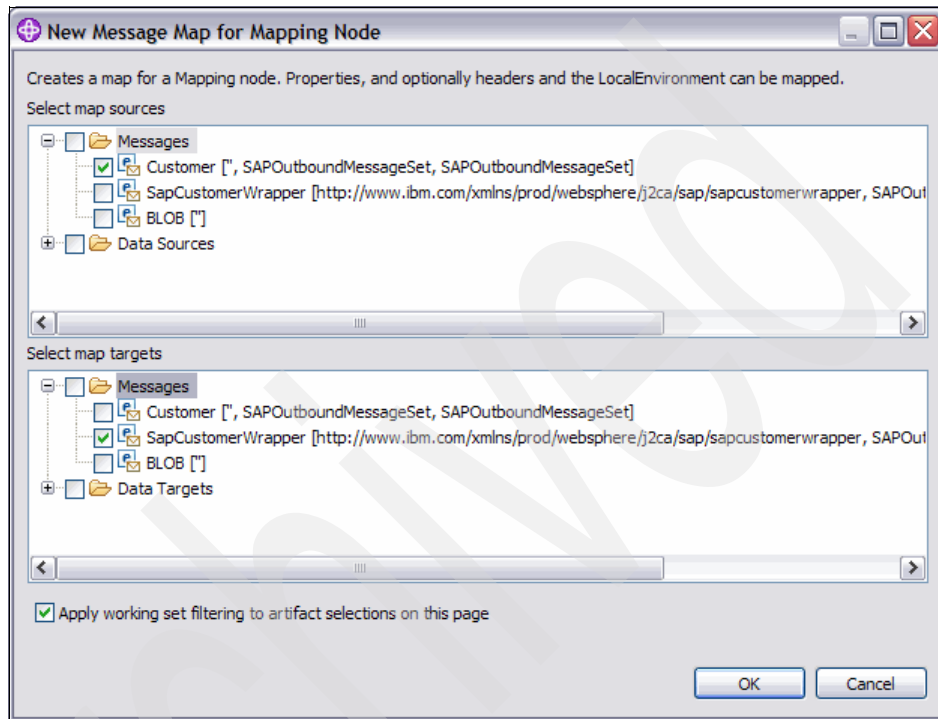 New Message Map for Mapping Node
Creates a map for a Mapping node. Properties, and optionally headers and the LocalEnvironment can be mapped.
Select map sources
Messages
Customer ['', SAPOutboundMessageSet, SAPOutboundMessageSet]
SapCustomerWrapper [http://www.ibm.com/xmlns/prod/websphere/j2ca/sap/sapcustomerwrapper, SAPOut
BLOB ['']
Data Sources
Select map targets
Messages
Customer ['', SAPOutboundMessageSet, SAPOutboundMessageSet]
SapCustomerWrapper [http://www.ibm.com/xmlns/prod/websphere/j2ca/sap/sapcustomerwrapper, SAPOut
BLOB ['']
Data Targets
Apply working set filtering to artifact selections on this page
OK Cancel